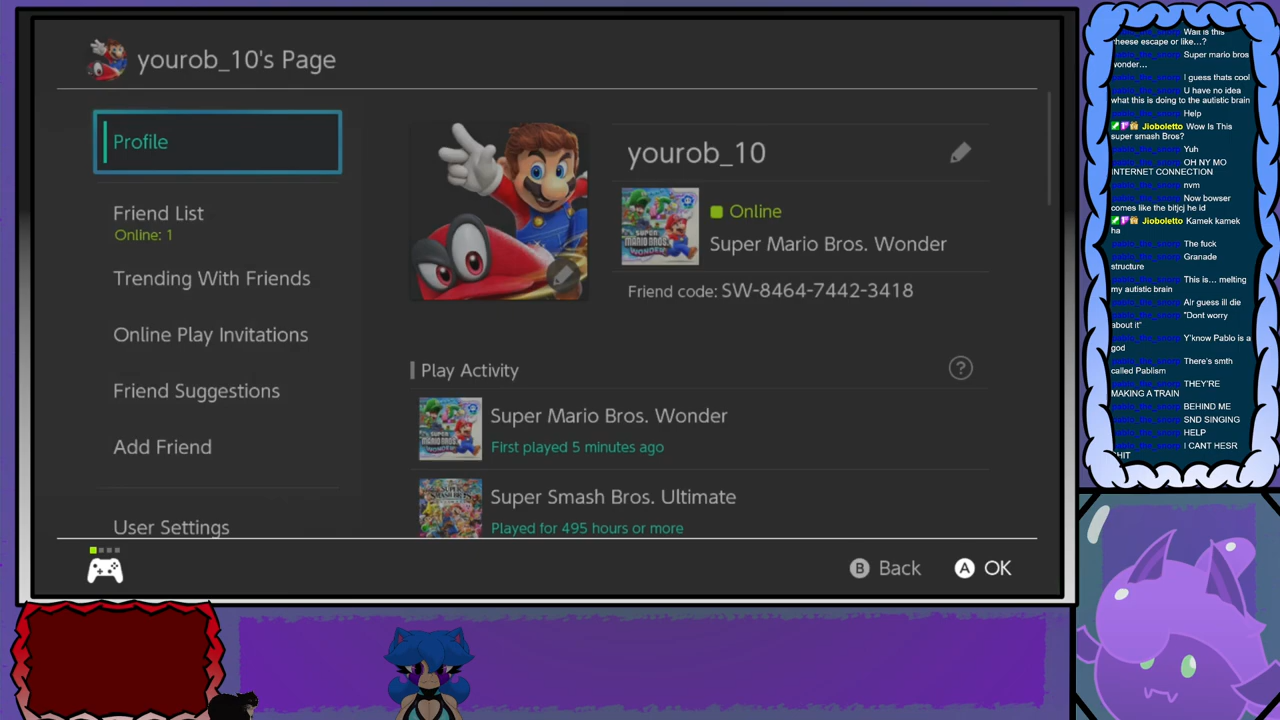 yourob_10's Page
Profile
Friend List
Online: 1
Trending With Friends
Online Play Invitations
Friend Suggestions
Add Friend
User Settings
yourob_10
Online
SUPER MARIO BROS. WONDER
Super Mario Bros. Wonder
Friend code: SW-8464-7442-3418
Play Activity
?
Super Mario Bros. Wonder
First played 5 minutes ago
Super Smash Bros. Ultimate
Played for 495 hours or more
B Back
A OK
Wait is this
cheese escape or like...?
Super mario bros
wonder...
I guess thats cool
U have no idea
what this is doing to the autistic brain
Help
Jioboletto Wow Is This
super smash Bros?
Yuh
OH NY MO
INTERNET CONNECTION
nvm
Now bowser
comes like the bitjcj he id
Jioboletto Kamek kamek
ha
The fuck
Granade
structure
This is... melting
my autistic brain
Alr guess ill die
"Dont worry
about it"
Y'know Pablo is a
god
There's smth
called Pablism
THEY'RE
MAKING A TRAIN
BEHIND ME
SND SINGING
HELP
I CANT HESR
SHIT